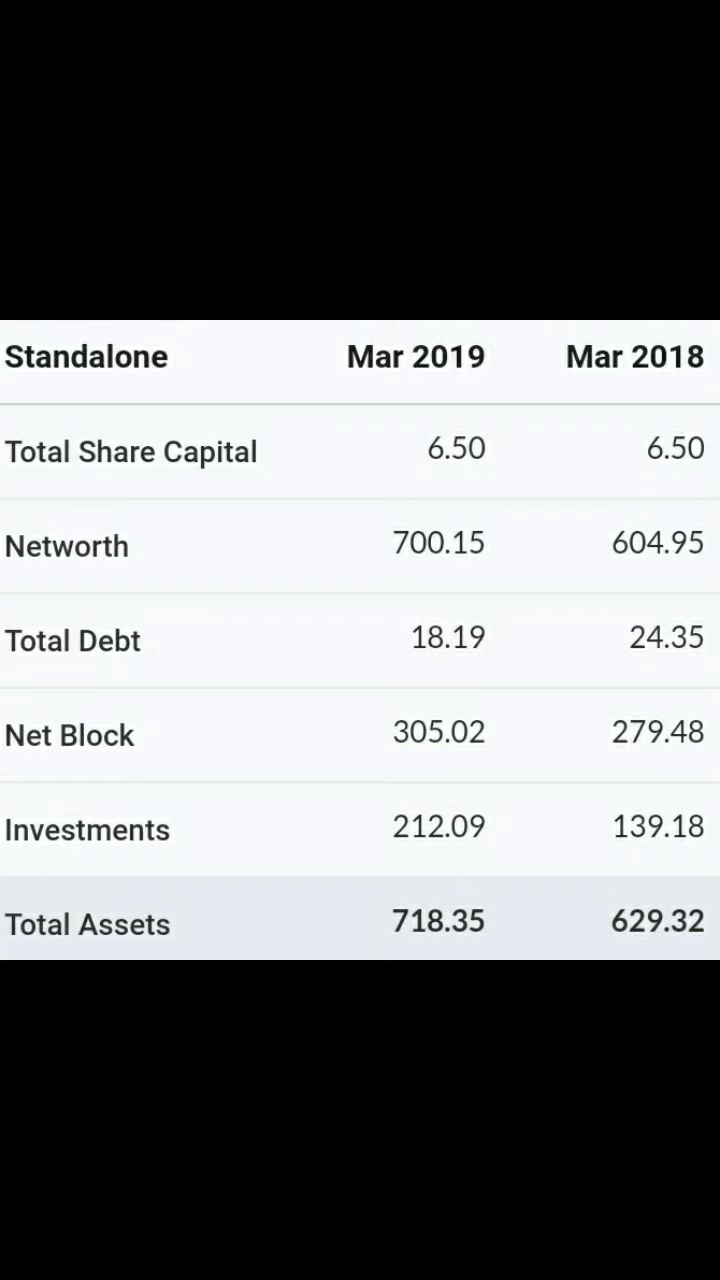 Standalone Mar 2019 Mar 2018
Total Share Capital 6.50 6.50
Networth 700.15 604.95
Total Debt 18.19 24.35
Net Block 305.02 279.48
Investments 212.09 139.18
Total Assets 718.35 629.32